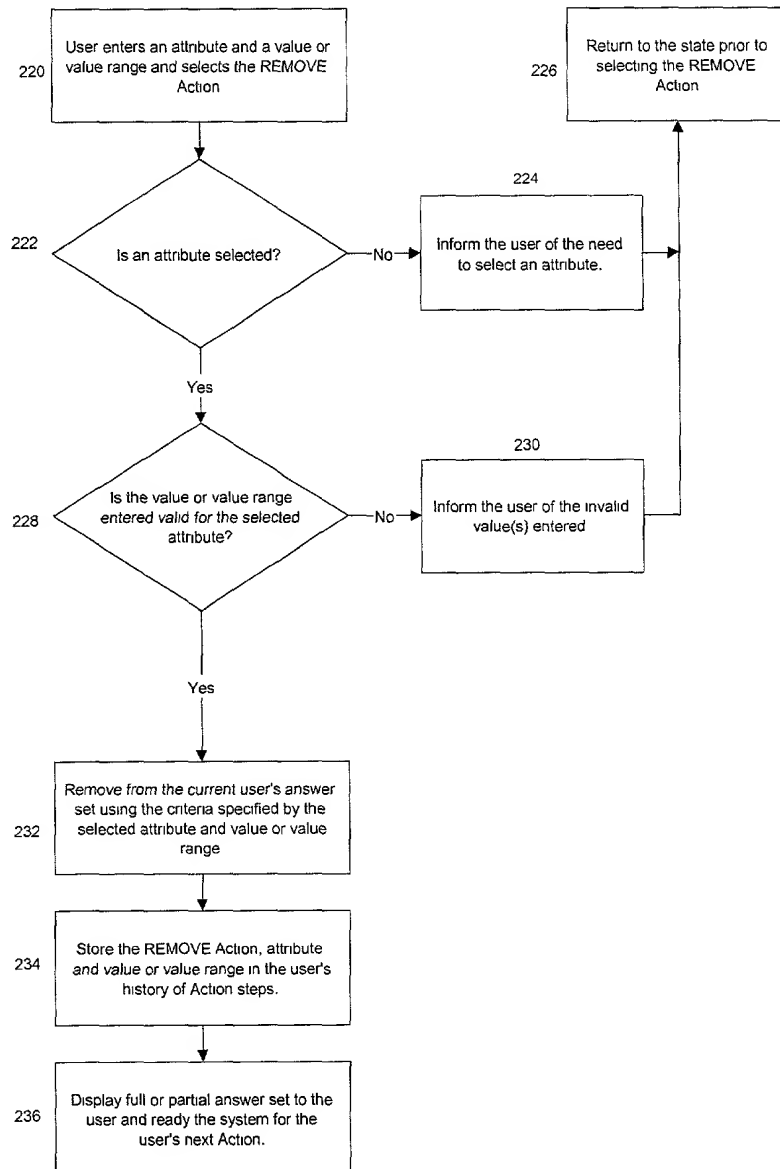 220
User enters an attribute and a value or
value range and selects the REMOVE
Action
Return to the state prior to
selecting the REMOVE
Action
226
222
Is an attribute selected?
No
224
Inform the user of the need
to select an attribute.
Yes
228
Is the value or value range
entered valid for the selected
attribute?
No
230
Inform the user of the invalid
value(s) entered
Yes
232
Remove from the current user's answer
set using the criteria specified by the
selected attribute and value or value
range
234
Store the REMOVE Action, attribute
and value or value range in the user's
history of Action steps.
236
Display full or partial answer set to the
user and ready the system for the
user's next Action.